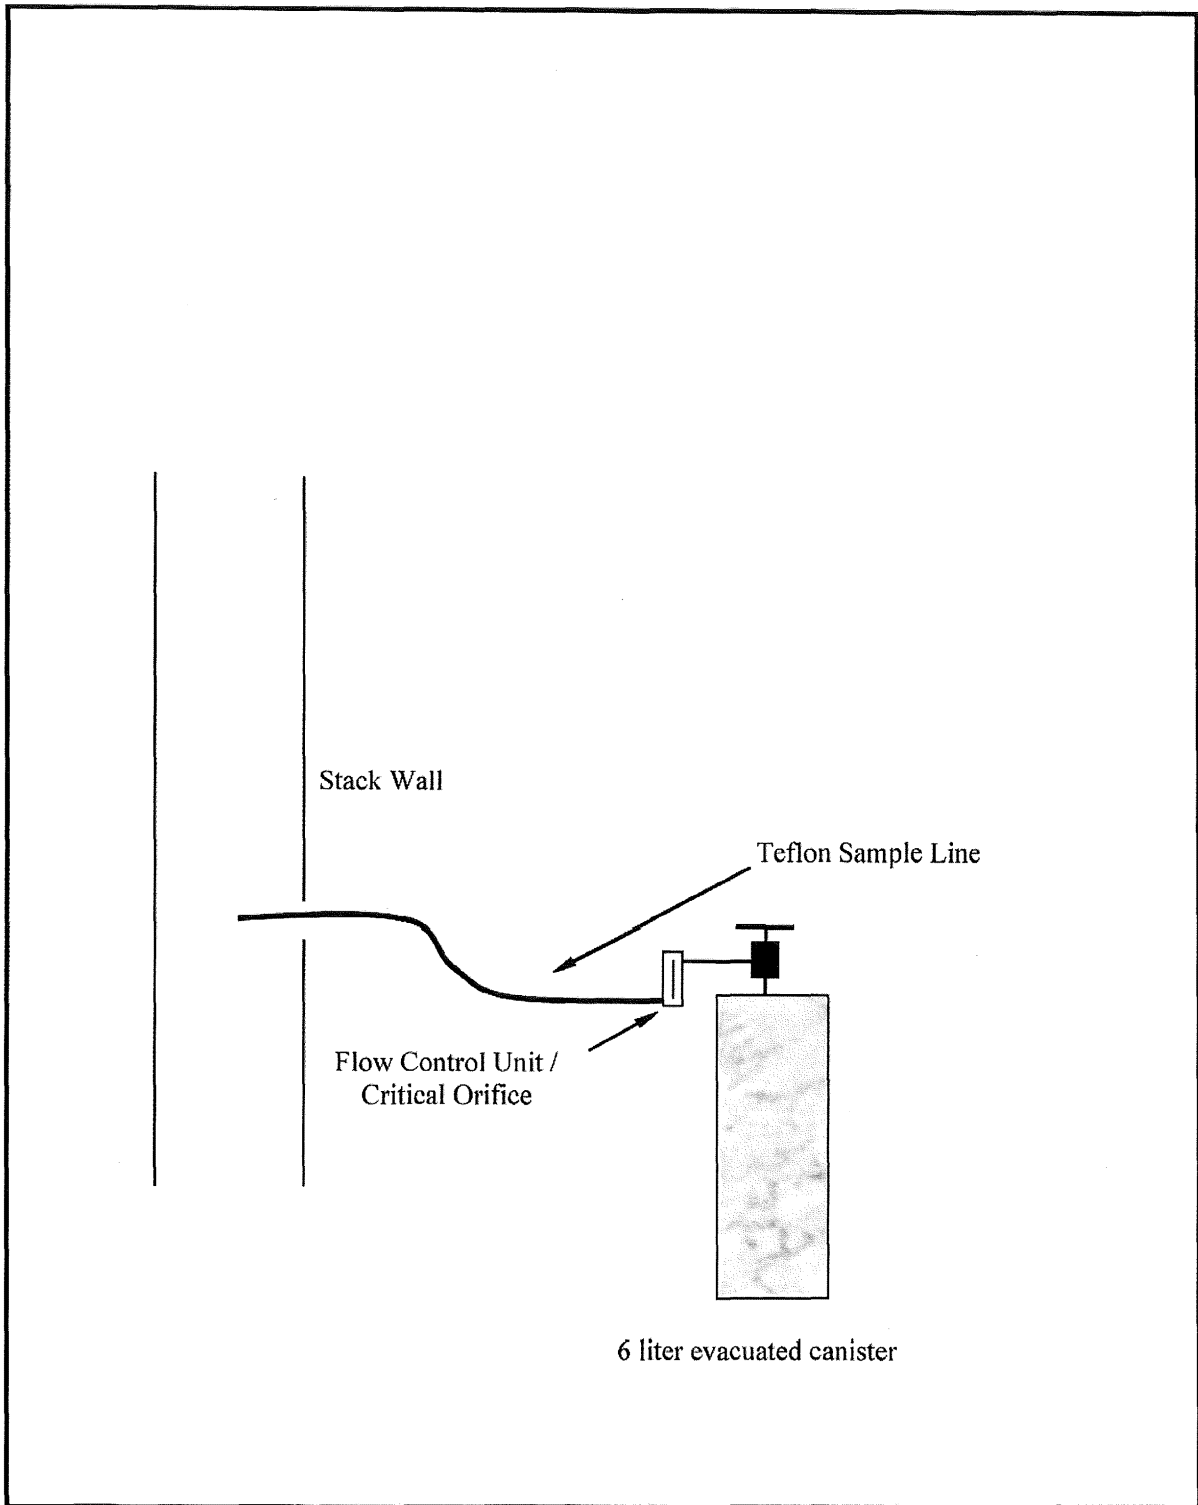 Stack Wall
Teflon Sample Line
Flow Control Unit /
Critical Orifice
6 liter evacuated canister